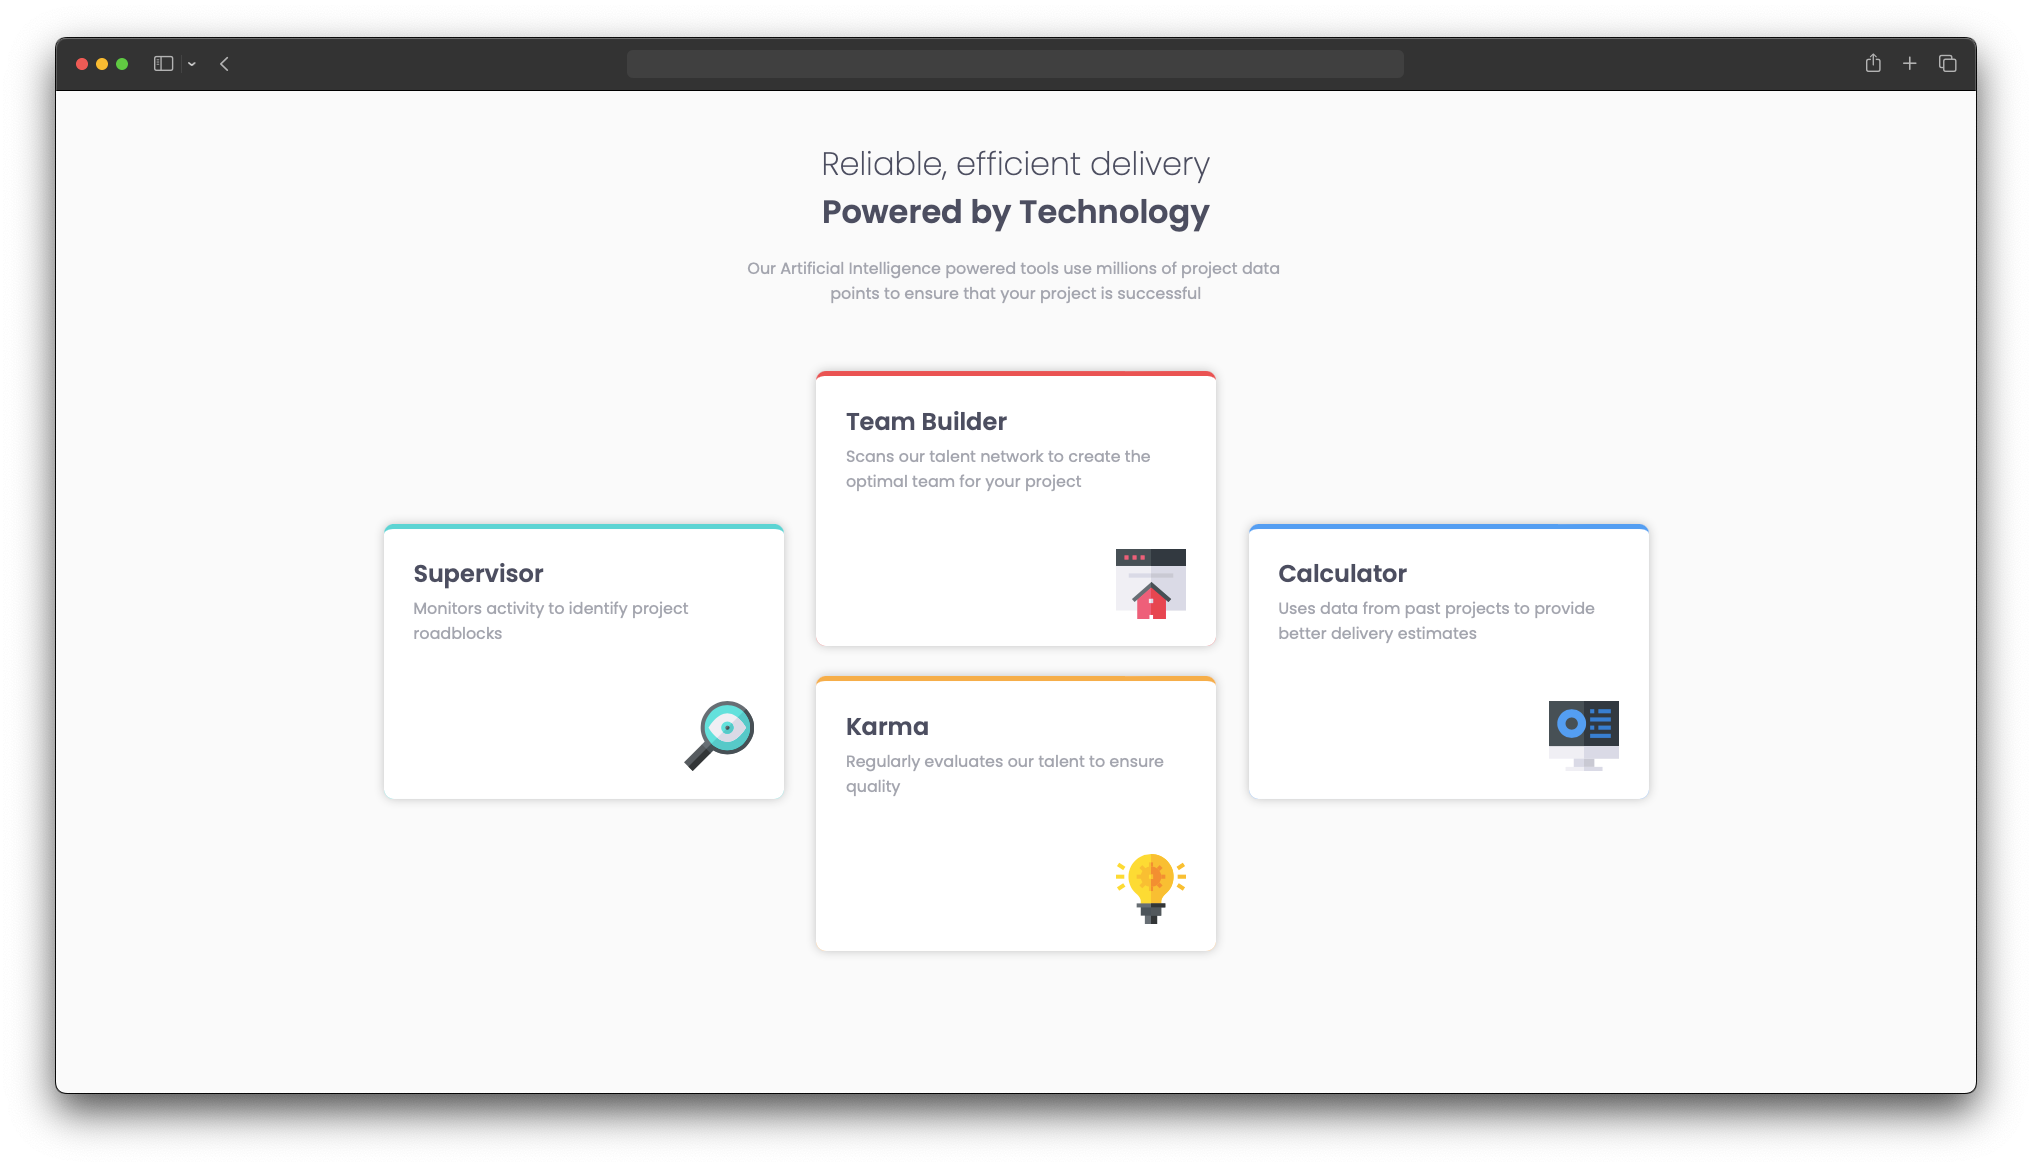 Reliable, efficient delivery
Powered by Technology
Our Artificial Intelligence powered tools use millions of project data
points to ensure that your project is successful
Team Builder
Scans our talent network to create the
optimal team for your project
Supervisor
Monitors activity to identify project
roadblocks
Calculator
Uses data from past projects to provide
better delivery estimates
Karma
Regularly evaluates our talent to ensure
quality